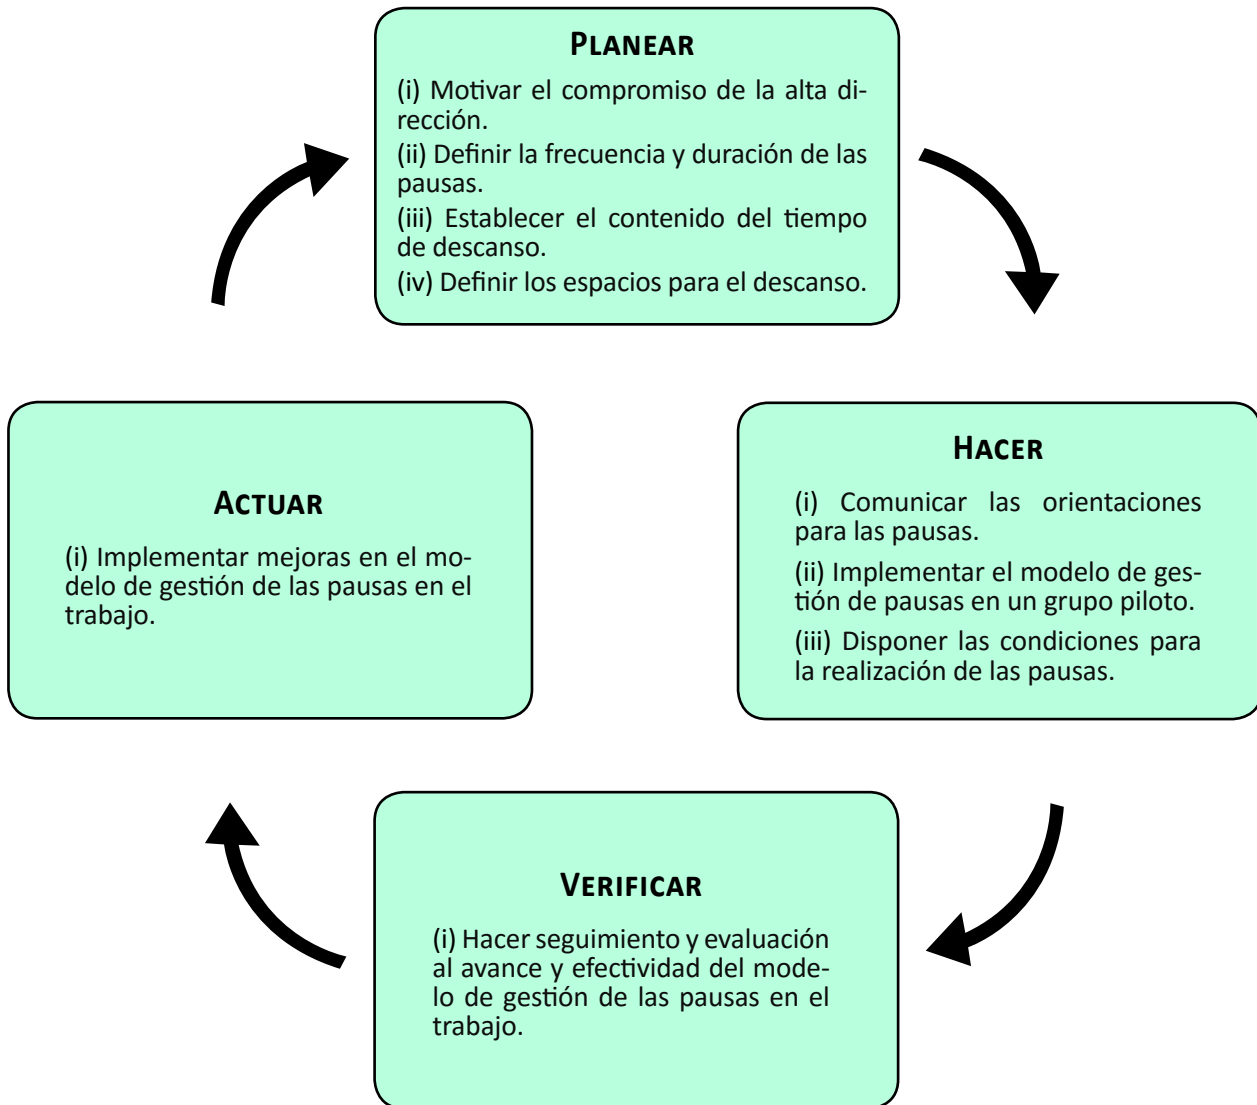 PLANEAR
(i) Motivar el compromiso de la alta di-
rección.
(ii) Definir la frecuencia y duración de las
pausas.
(iii) Establecer el contenido del tiempo
de descanso.
(iv) Definir los espacios para el descanso.
HACER
(i) Comunicar las orientaciones
para las pausas.
(ii) Implementar el modelo de ges-
tión de pausas en un grupo piloto.
(iii) Disponer las condiciones para
la realización de las pausas.
VERIFICAR
(i) Hacer seguimiento y evaluación
al avance y efectividad del mode-
lo de gestión de las pausas en el
trabajo.
ACTUAR
(i) Implementar mejoras en el mo-
delo de gestión de las pausas en el
trabajo.